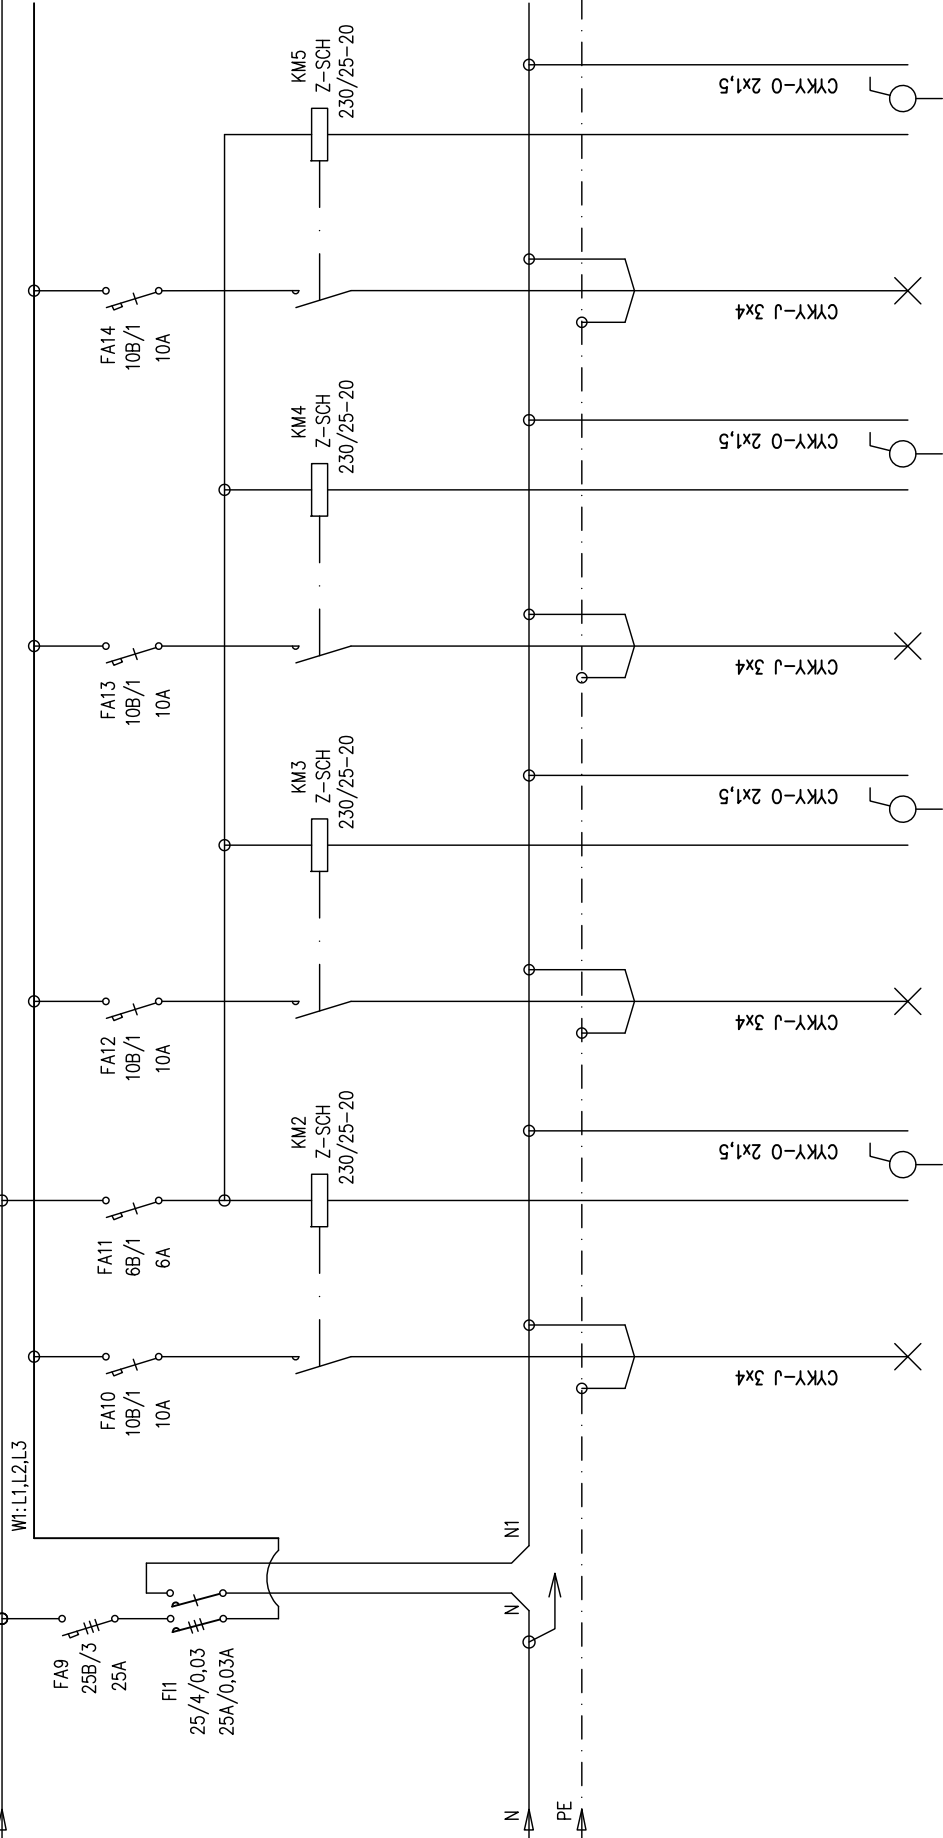 FA9
25B/3
25A
FI1
25/4/0,03
25A/0,03A
W1:L1,L2,L3
N
PE
N
N1
FA10
10B/1
10A
CYKY-J 3x4
FA11
6B/1
6A
KM2
Z-SCH
230/25-20
CYKY-O 2x1,5
FA12
10B/1
10A
CYKY-J 3x4
KM3
Z-SCH
230/25-20
CYKY-O 2x1,5
FA13
10B/1
10A
CYKY-J 3x4
KM4
Z-SCH
230/25-20
CYKY-O 2x1,5
FA14
10B/1
10A
CYKY-J 3x4
KM5
Z-SCH
230/25-20
CYKY-O 2x1,5